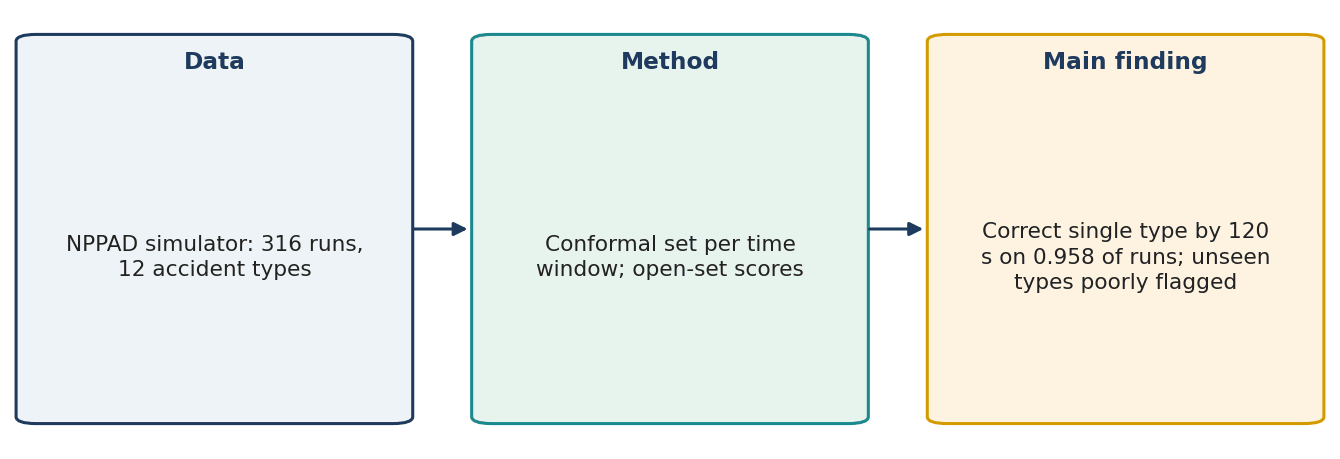 Data
NPPAD simulator: 316 runs,
12 accident types
Method
Conformal set per time
window; open-set scores
Main finding
Correct single type by 120
s on 0.958 of runs; unseen
types poorly flagged